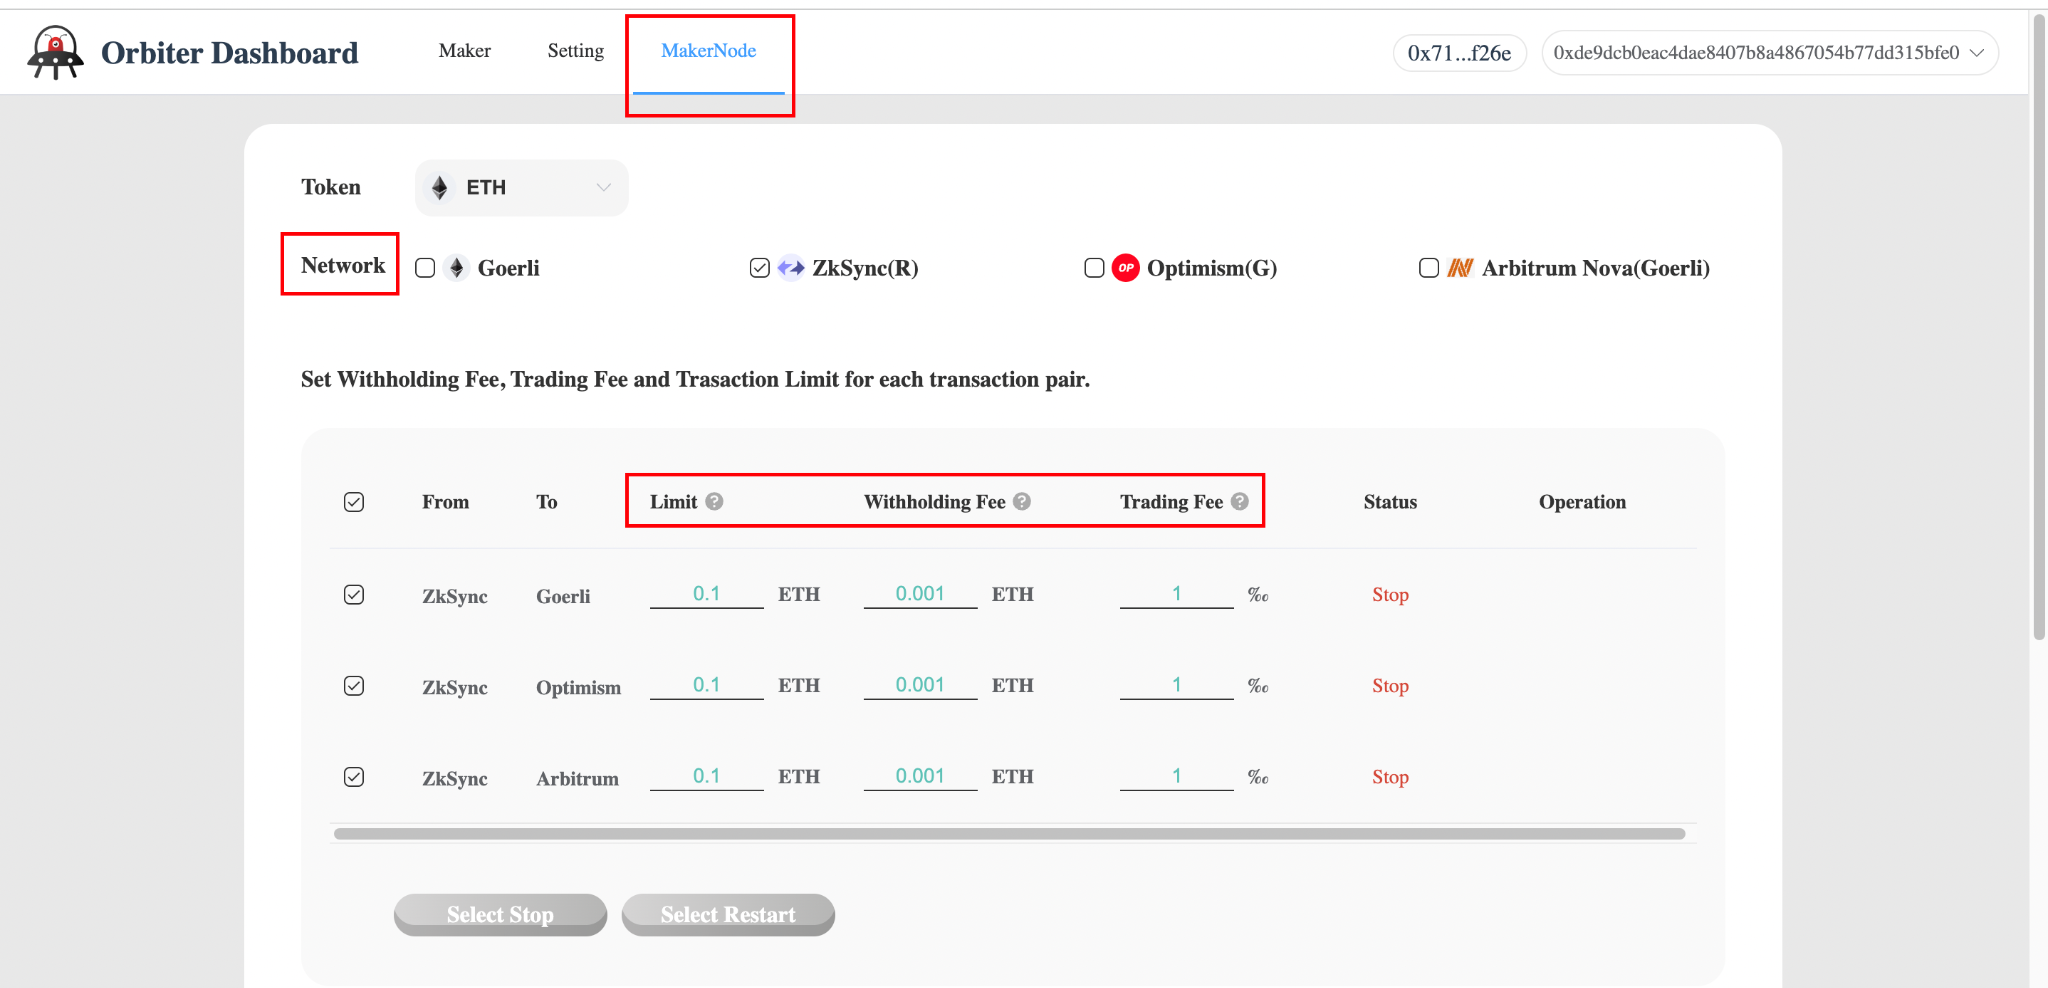 Orbiter Dashboard Maker Setting MakerNode 0x71...f26e 0xde9dcb0eac4dae8407b8a4867054b77dd315bfe0
Token ETH
Network Goerli ZkSync(R) OP Optimism(G) Arbitrum Nova(Goerli)
Set Withholding Fee, Trading Fee and Trasaction Limit for each transaction pair.
From To Limit ? Withholding Fee ? Trading Fee ? Status Operation
ZkSync Goerli 0.1 ETH 0.001 ETH 1 ‰ Stop
ZkSync Optimism 0.1 ETH 0.001 ETH 1 ‰ Stop
ZkSync Arbitrum 0.1 ETH 0.001 ETH 1 ‰ Stop
Select Stop Select Restart